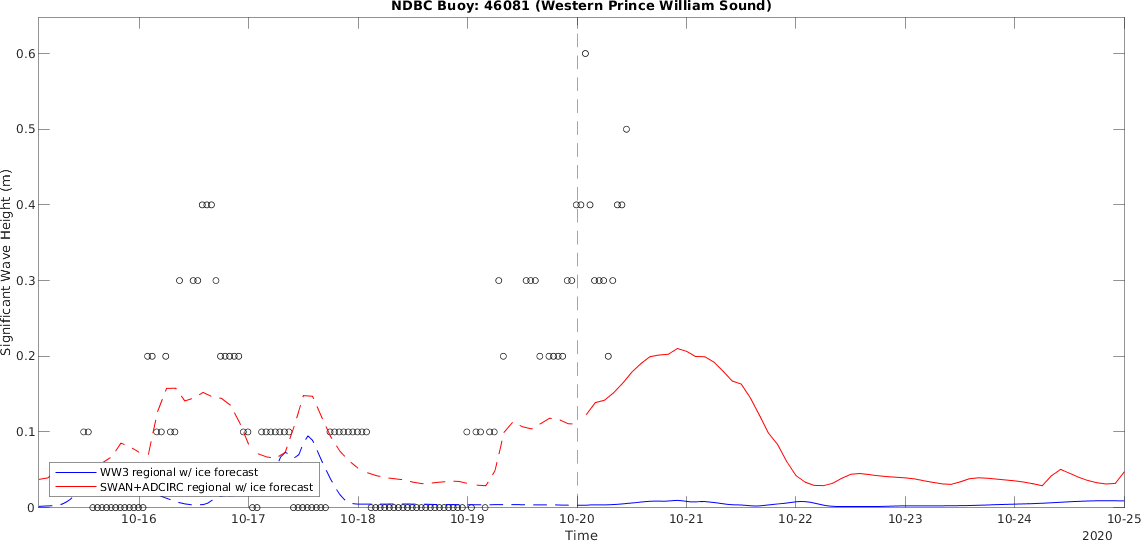 NDBC Buoy: 46081 (Western Prince William Sound)
Significant Wave Height (m)
0.6
0.5
0.4
0.3
0.2
0.1
0
WW3 regional w/ ice forecast
SWAN+ADCIRC regional w/ ice forecast
10-16 10-17 10-18 10-19 10-20 10-21 10-22 10-23 10-24 10-25
Time
2020